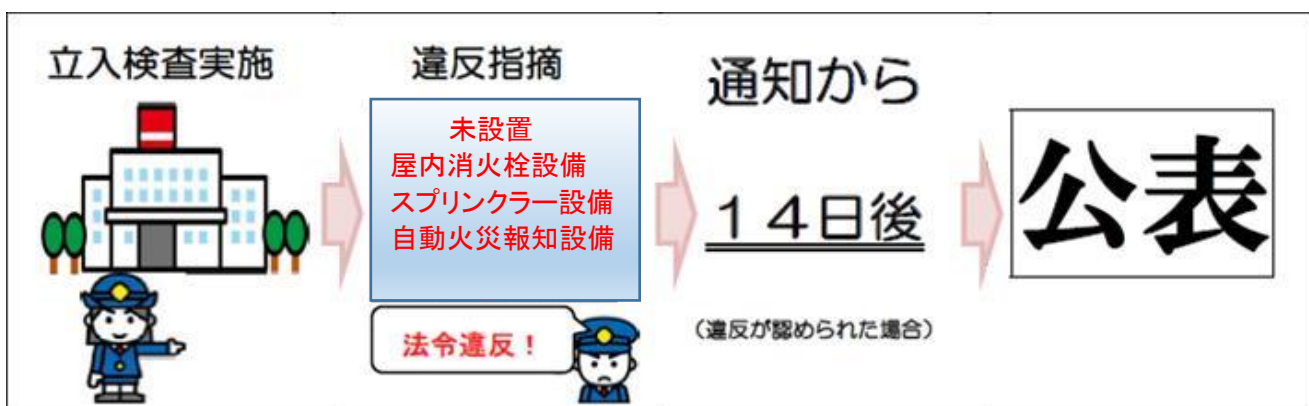 立入検査実施
違反指摘
未設置
屋内消火栓設備
スプリンクラー設備
自動火災報知設備
法令違反！
通知から
１４日後
（違反が認められた場合）
公表